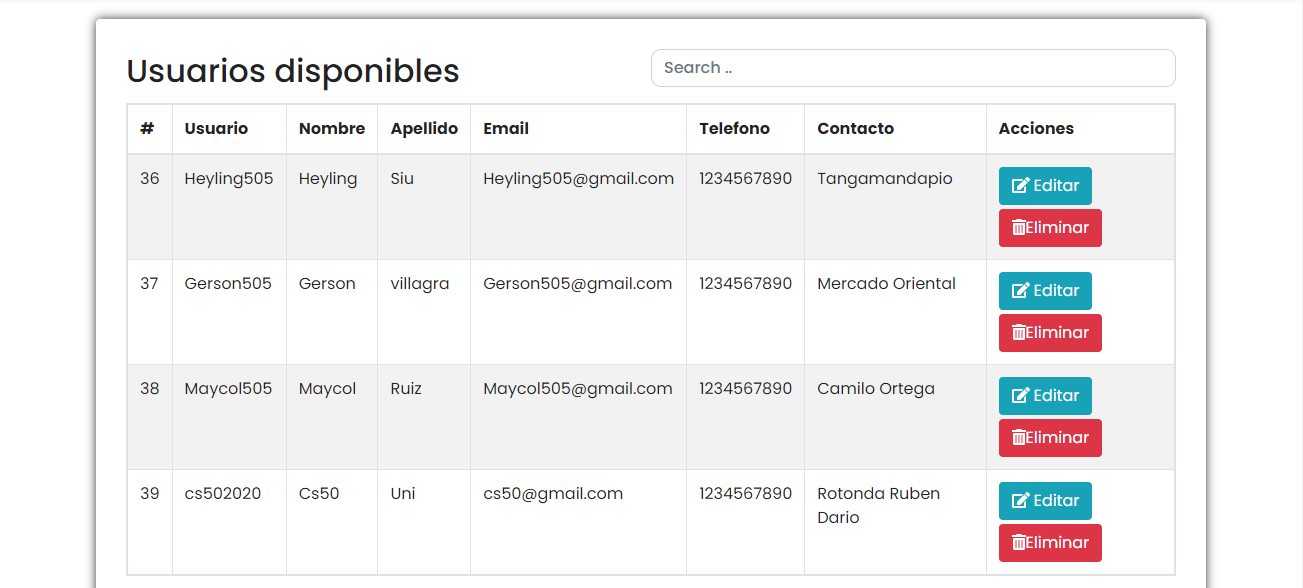 Usuarios disponibles
Search ..
# Usuario Nombre Apellido Email Telefono Contacto Acciones
36 Heyling505 Heyling Siu Heyling505@gmail.com 1234567890 Tangamandapio Editar
Eliminar
37 Gerson505 Gerson villagra Gerson505@gmail.com 1234567890 Mercado Oriental Editar
Eliminar
38 Maycol505 Maycol Ruiz Maycol505@gmail.com 1234567890 Camilo Ortega Editar
Eliminar
39 cs502020 Cs50 Uni cs50@gmail.com 1234567890 Rotonda Ruben Editar
Dario
Eliminar